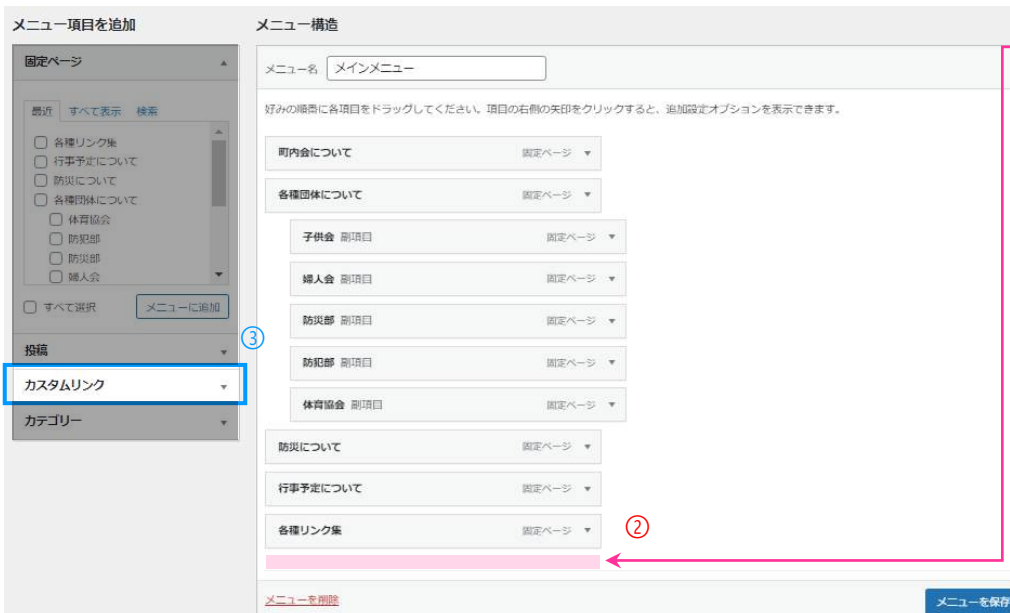 メニュー項目を追加
メニュー構造
固定ページ ▲
最近 すべて表示 検索
各種リンク集
行事予定について
防災について
各種団体について
体育協会
防犯部
防災部
婦人会
すべて選択 メニューに追加
投稿 ▼
カスタムリンク ▼
カテゴリー ▼
③
メニュー名 メインメニュー
好みの順番に各項目をドラッグしてください。項目の右側の矢印をクリックすると、追加設定オプションを表示できます。
町内会について 固定ページ ▼
各種団体について 固定ページ ▼
子供会 副項目 固定ページ ▼
婦人会 副項目 固定ページ ▼
防災部 副項目 固定ページ ▼
防犯部 副項目 固定ページ ▼
体育協会 副項目 固定ページ ▼
防災について 固定ページ ▼
行事予定について 固定ページ ▼
各種リンク集 固定ページ ▼
②
メニューを削除
メニューを保存